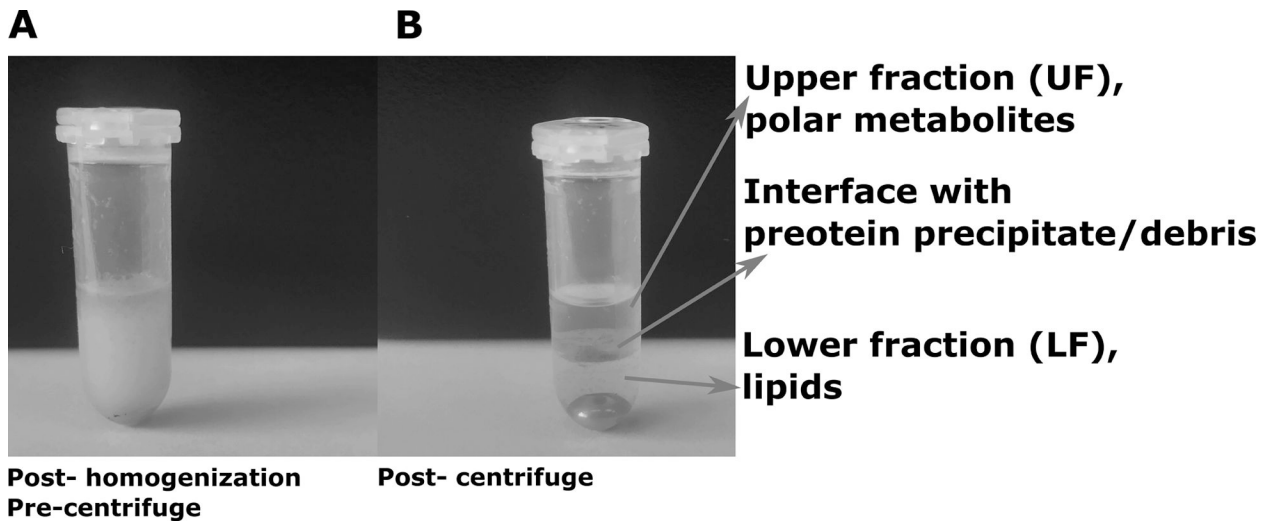 A
B
Upper fraction (UF),
polar metabolites
Interface with
preotein precipitate/debris
Lower fraction (LF),
lipids
Post- homogenization
Pre-centrifuge
Post- centrifuge